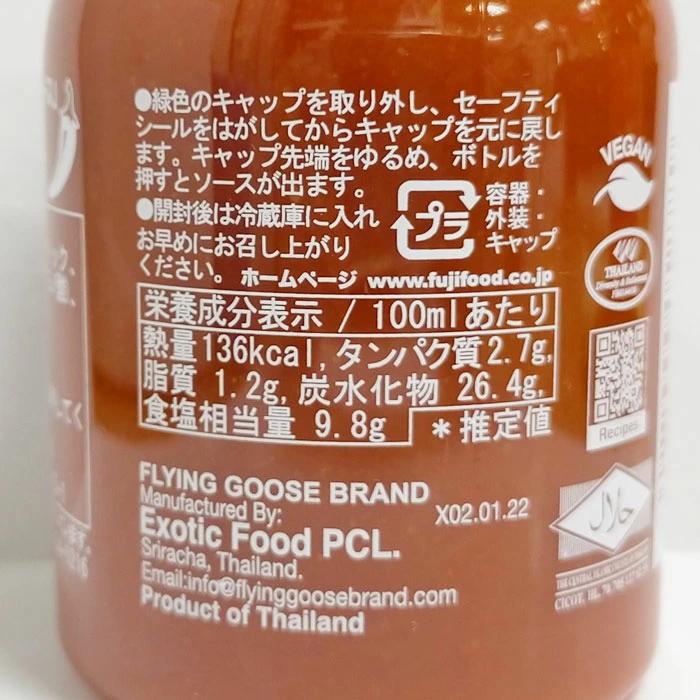 ●緑色のキャップを取り外し、セーフティ
シールをはがしてからキャップを元に戻し
ます。キャップ先端をゆるめ、ボトルを
押すとソースが出ます。
●開封後は冷蔵庫に入れ
お早めにお召し上がり
ください。
プラ
容器・
外装・
キャップ
ホームページ www.fujifood.co.jp
栄養成分表示 / 100mlあたり
熱量136kcal, タンパク質2.7g,
脂質 1.2g, 炭水化物 26.4g,
食塩相当量 9.8g ＊推定値
FLYING GOOSE BRAND
Manufactured By:
Exotic Food PCL.
Sriracha, Thailand.
Email:info@flyinggoosebrand.com
Product of Thailand
X02.01.22
VEGAN
THAILAND
Recipes
حلال